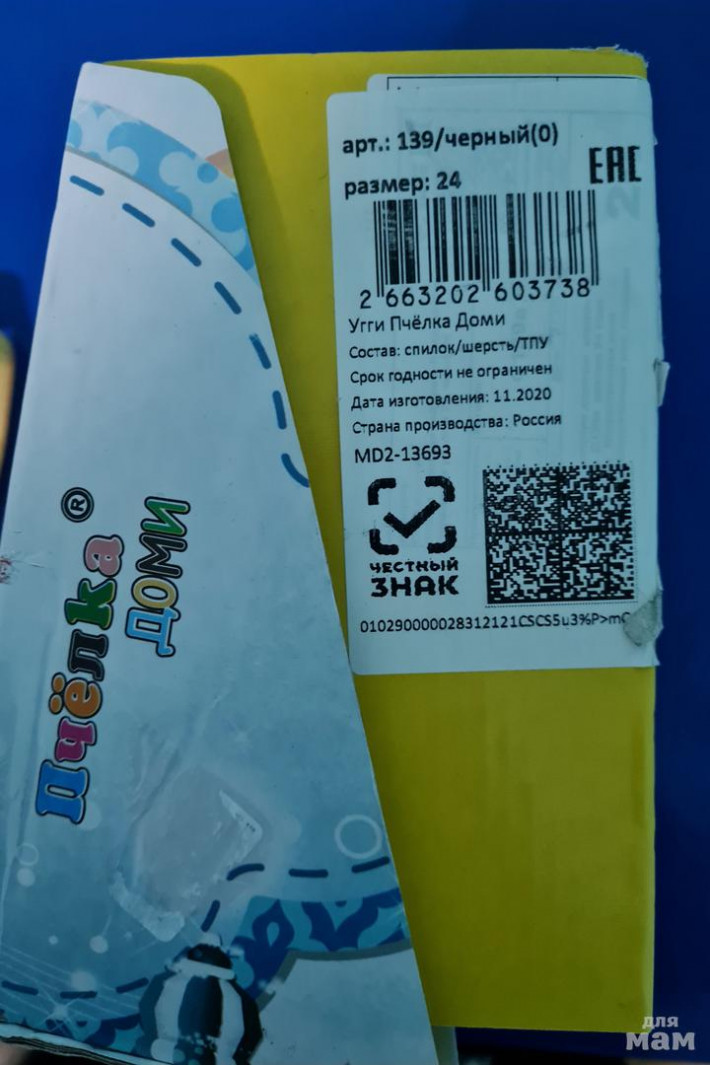 арт.: 139/черный(0)
EAC
размер: 24
2 663202 603738
Угги Пчёлка Доми
Состав: спилок/шерсть/ТПУ
Срок годности не ограничен
Дата изготовления: 11.2020
Страна производства: Россия
MD2-13693
ЧЕСТНЫЙ
ЗНАК
0102900000028312121CSCS5u3%P>m
Пчёлка®
ДОМИ
для
мам